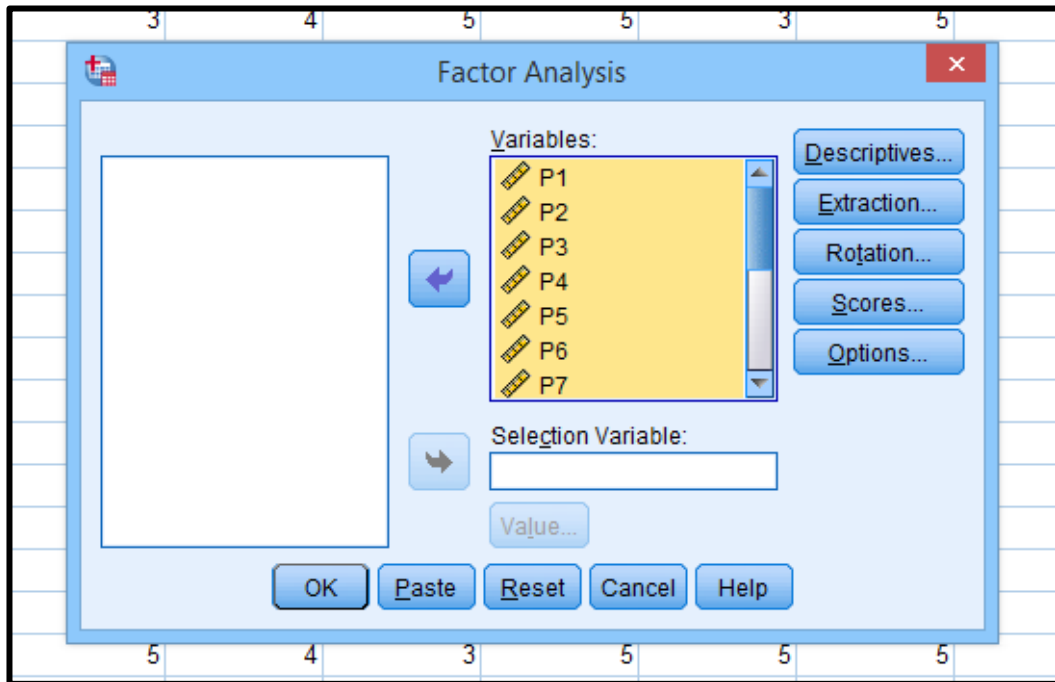 3 4 5 5 3 5
Factor Analysis
Variables:
P1
P2
P3
P4
P5
P6
P7
Descriptives...
Extraction...
Rotation...
Scores...
Options...
Selection Variable:
Value...
OK Paste Reset Cancel Help
5 4 3 5 5 5